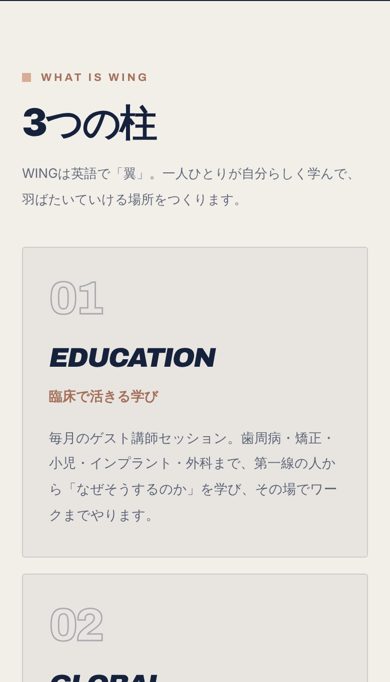 WHAT IS WING
3つの柱
WINGは英語で「翼」。一人ひとりが自分らしく学んで、
羽ばたいていける場所をつくります。
01
EDUCATION
臨床で活きる学び
毎月のゲスト講師セッション。歯周病・矯正・
小児・インプラント・外科まで、第一線の人か
ら「なぜそうするのか」を学び、その場でワー
クまでやります。
02
GLOBAL